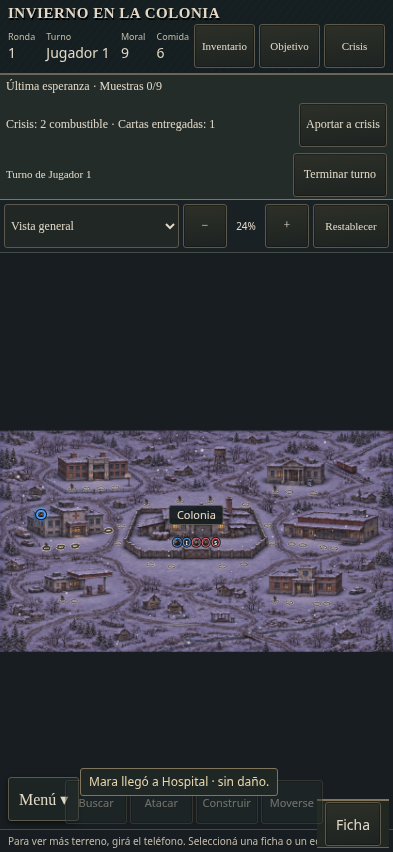 INVIERNO EN LA COLONIA
Ronda Turno Moral Comida
1 Jugador 1 9 6
Inventario Objetivo Crisis
Última esperanza · Muestras 0/9
Crisis: 2 combustible · Cartas entregadas: 1
Aportar a crisis
Turno de Jugador 1
Terminar turno
Vista general − 24% + Restablecer
Colonia
Mara llegó a Hospital · sin daño.
Menú ▾ Buscar Atacar Construir Moverse
Ficha
Para ver más terreno, girá el teléfono. Seleccioná una ficha o un